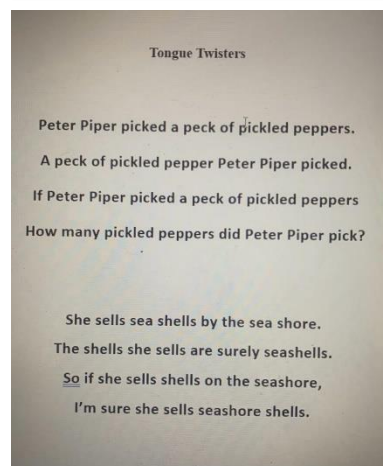 Tongue Twisters
Peter Piper picked a peck of pickled peppers.
A peck of pickled pepper Peter Piper picked.
If Peter Piper picked a peck of pickled peppers
How many pickled peppers did Peter Piper pick?
She sells sea shells by the sea shore.
The shells she sells are surely seashells.
So if she sells shells on the seashore,
I'm sure she sells seashore shells.